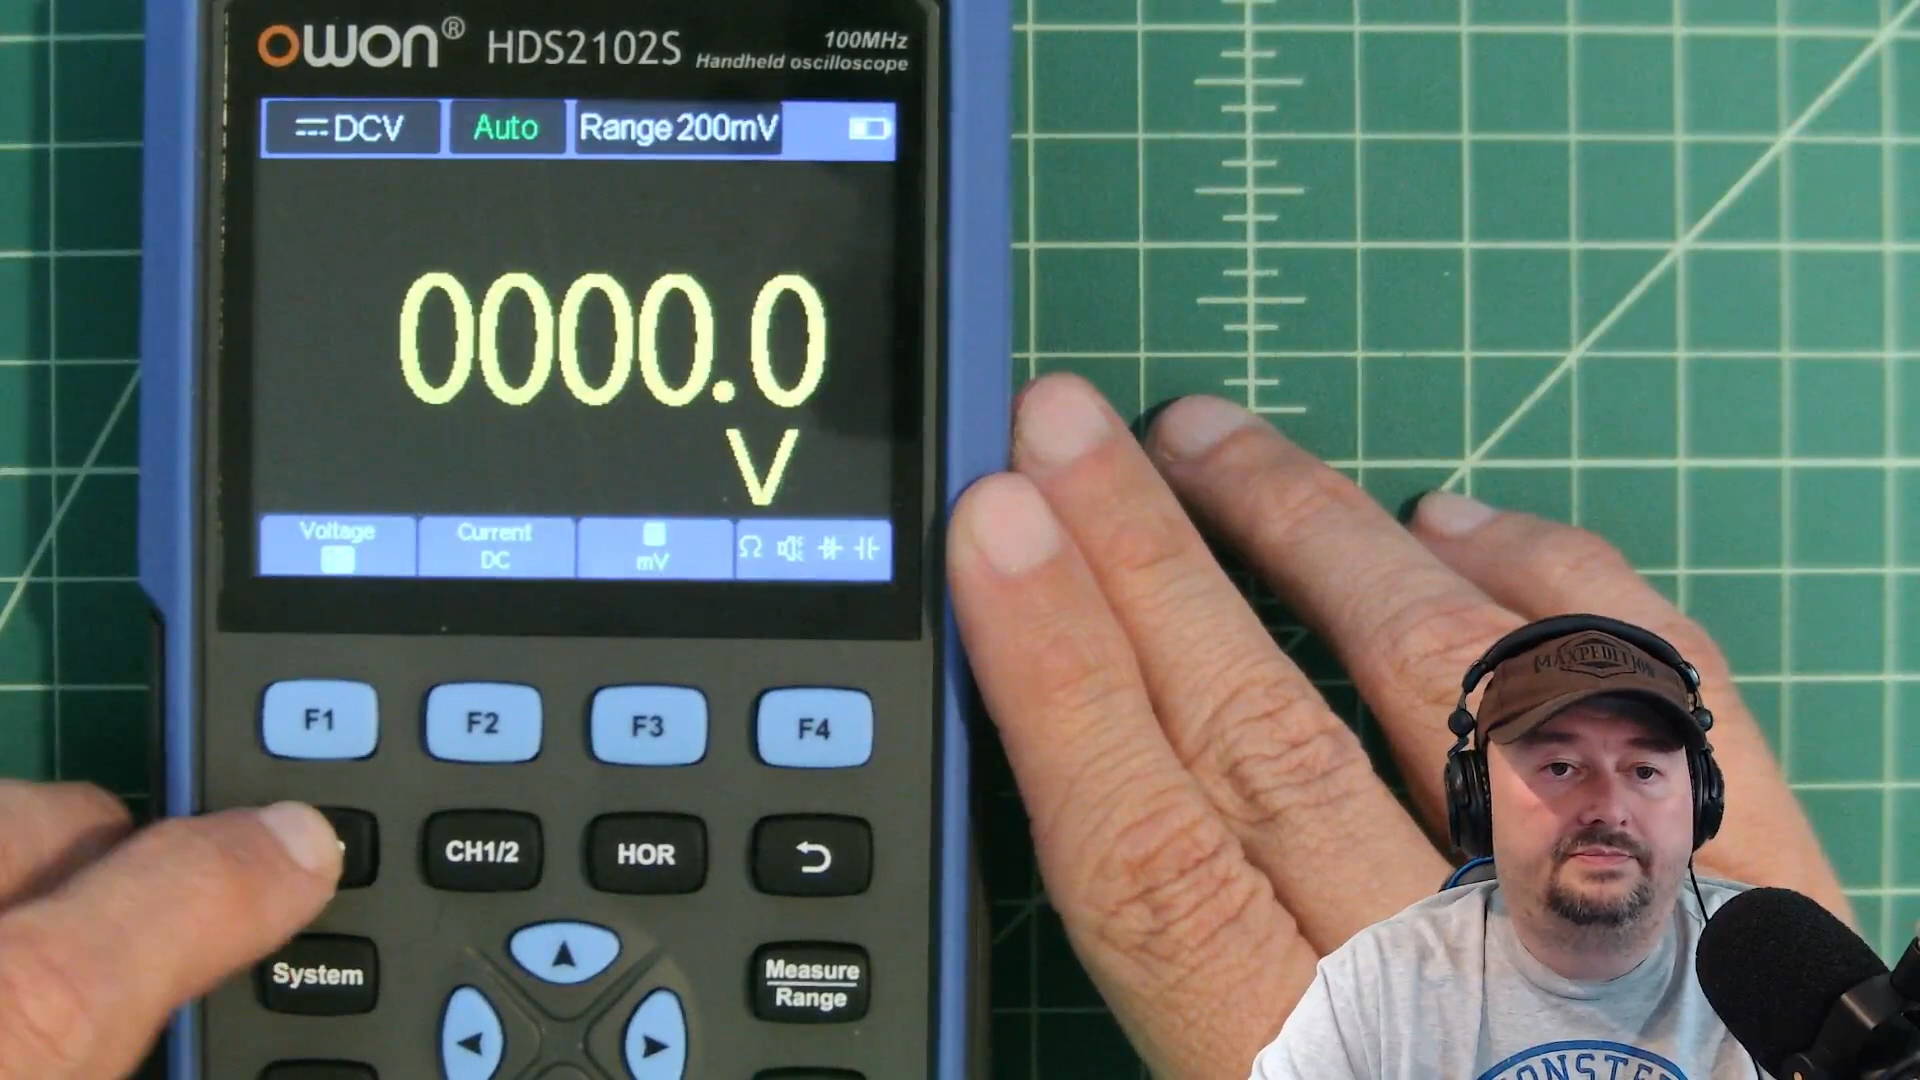 owon® HDS2102S 100MHz
Handheld oscilloscope
DCV Auto Range 200mV
0000.0
V
Voltage Current
DC mV Ω
F1 F2 F3 F4
CH1/2 HOR
System Measure
Range
MAXPEDITION